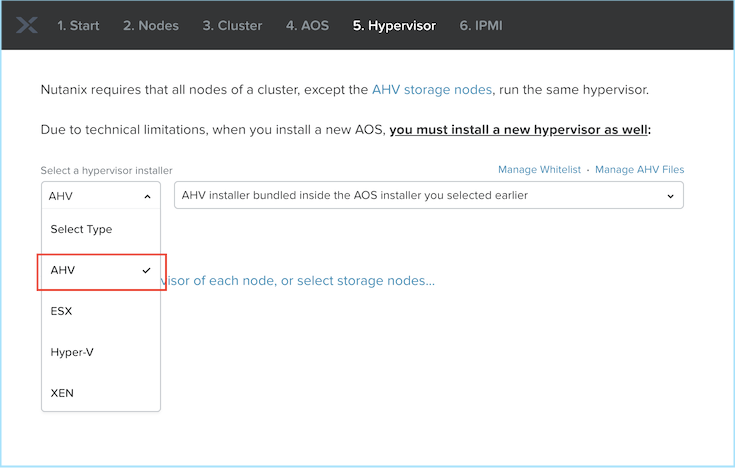 1. Start 2. Nodes 3. Cluster 4. AOS 5. Hypervisor 6. IPMI
Nutanix requires that all nodes of a cluster, except the AHV storage nodes, run the same hypervisor.
Due to technical limitations, when you install a new AOS, you must install a new hypervisor as well:
Select a hypervisor installer
Manage Whitelist · Manage AHV Files
AHV
AHV installer bundled inside the AOS installer you selected earlier
Select Type
AHV
of each node, or select storage nodes...
ESX
Hyper-V
XEN